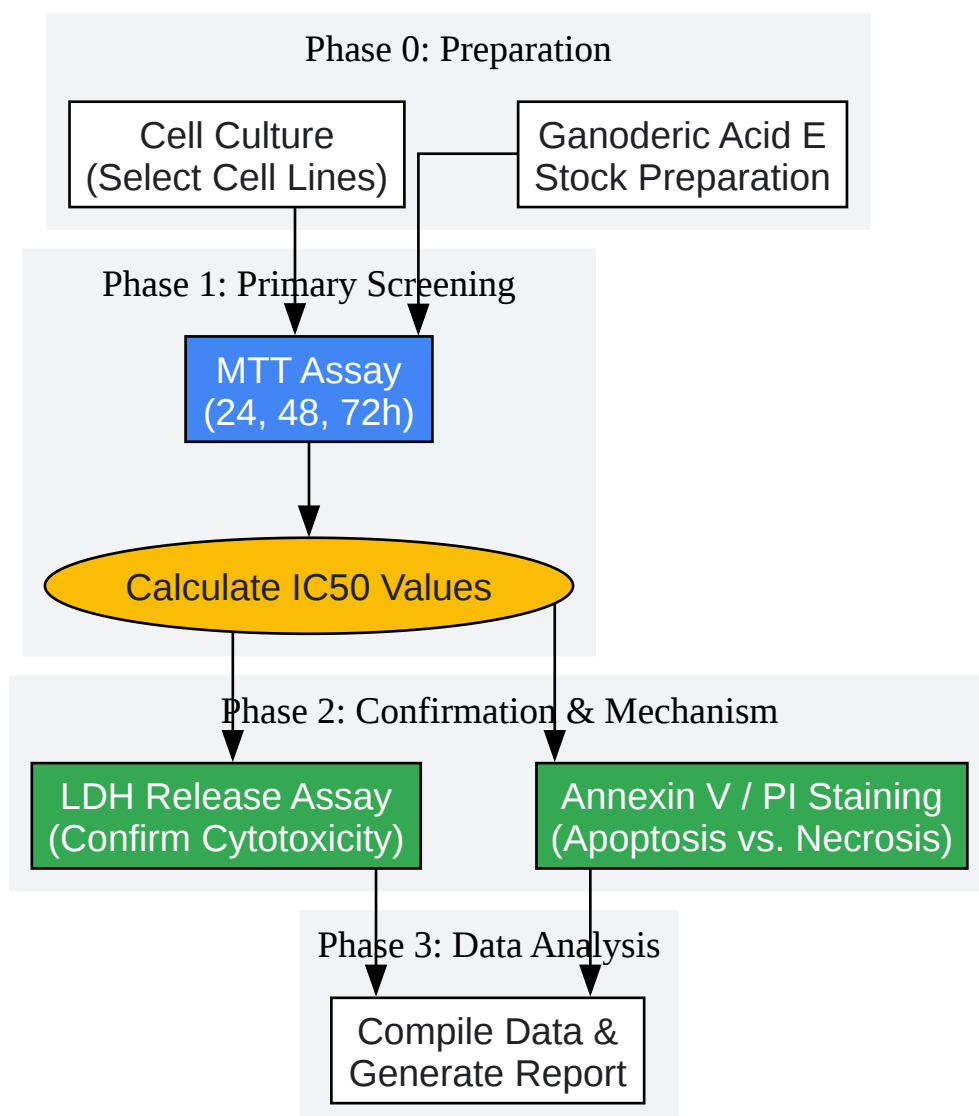 Phase 0: Preparation
Cell Culture
(Select Cell Lines)
Ganoderic Acid E
Stock Preparation
Phase 1: Primary Screening
MTT Assay
(24, 48, 72h)
Calculate IC50 Values
Phase 2: Confirmation & Mechanism
LDH Release Assay
(Confirm Cytotoxicity)
Annexin V / PI Staining
(Apoptosis vs. Necrosis)
Phase 3: Data Analysis
Compile Data &
Generate Report